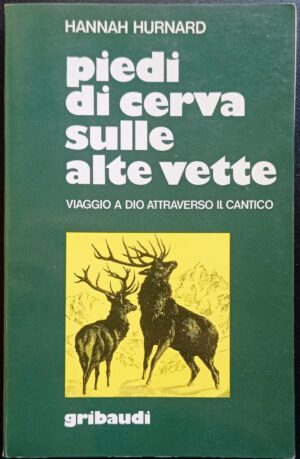 HANNAH HURNARD
piedi
di cerva
sulle
alte vette
VIAGGIO A DIO ATTRAVERSO IL CANTICO
gribaudi